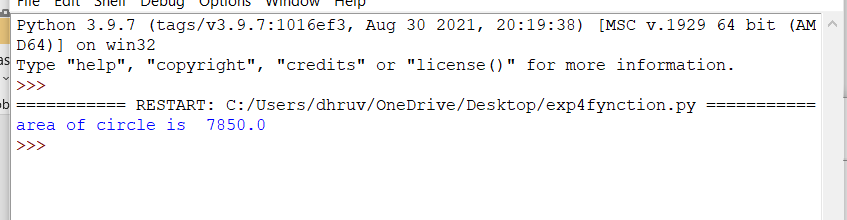 File Edit Shell Debug Options Window Help
Python 3.9.7 (tags/v3.9.7:1016ef3, Aug 30 2021, 20:19:38) [MSC v.1929 64 bit (AM
D64)] on win32
Type "help", "copyright", "credits" or "license()" for more information.
>>>
=========== RESTART: C:/Users/dhruv/OneDrive/Desktop/exp4fynction.py ===========
area of circle is  7850.0
>>>
as
ob